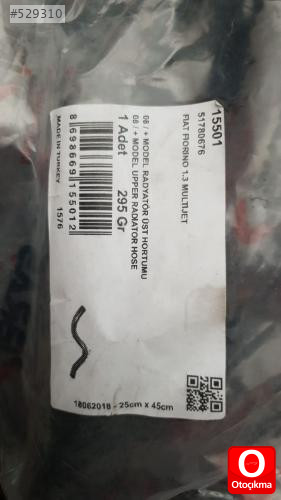 #529310
15501
51780676
FIAT FIORINO 1.3 MULTIJET
08 / + MODEL RADYATÖR ÜST HORTUMU
08 / + MODEL UPPER RADIATOR HOSE
1 Adet 295 Gr
8 698669 155012
MADE IN TURKEY 1576
18062018 - 25cm x 45cm
Otoçıkma